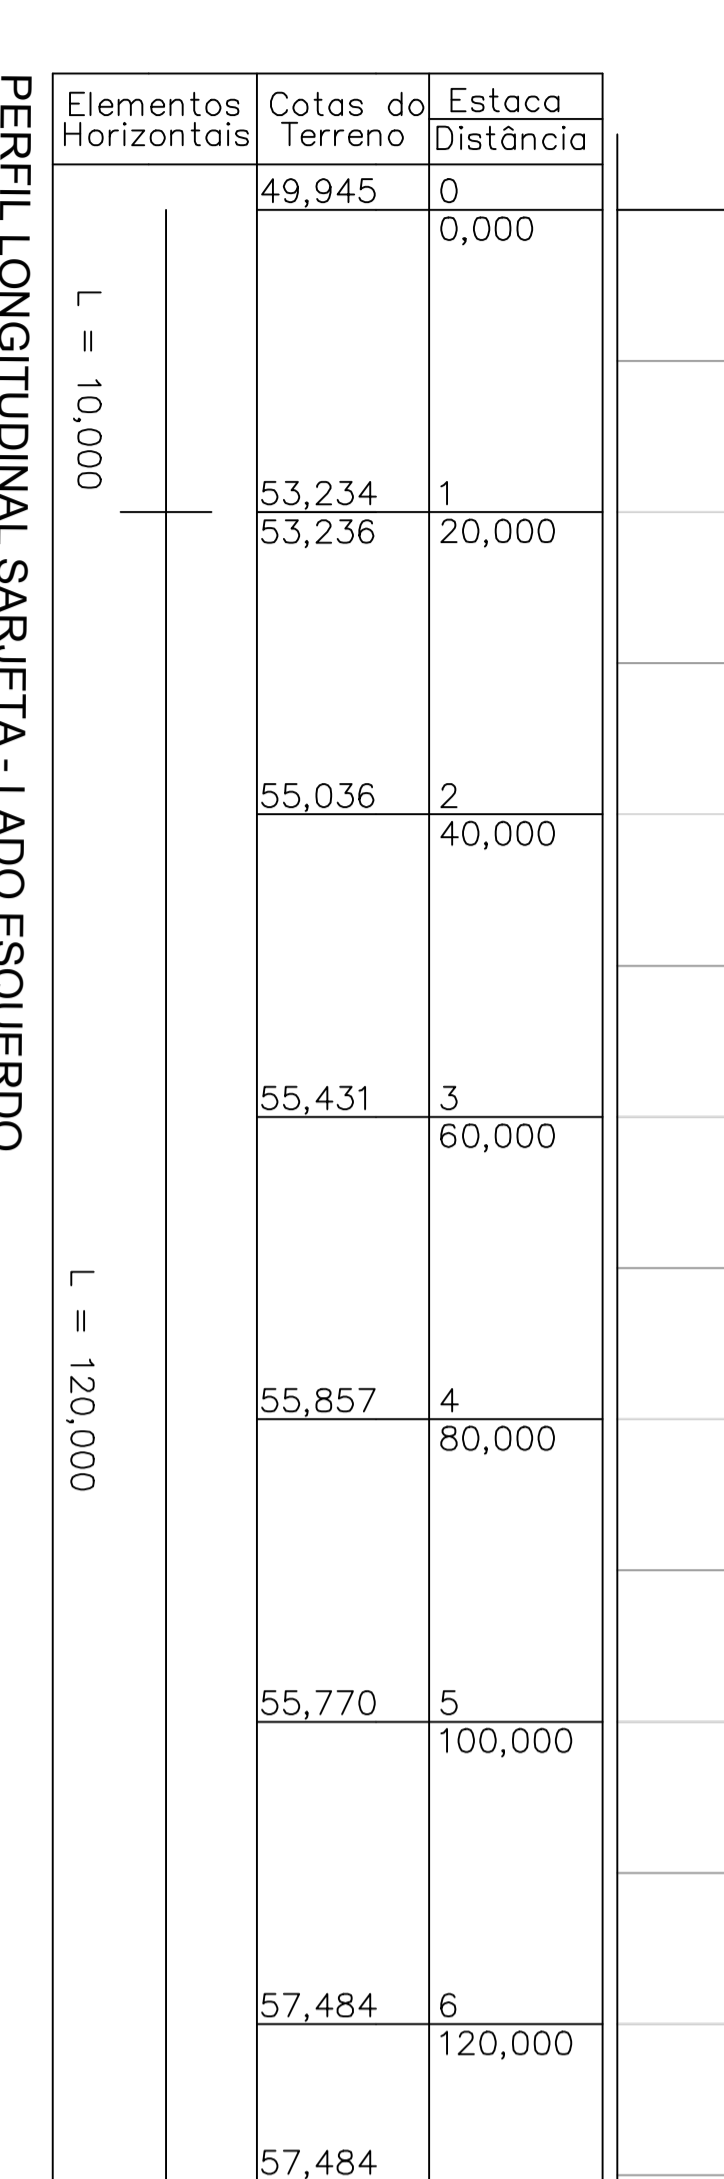 PERFIL LONGITUDINAL SARJETA - LADO ESQUERDO
Elementos
Horizontais
Cotas do
Terreno
Estaca
Distância
49,945
0
0,000
L = 10,000
53,234
1
53,236
20,000
55,036
2
40,000
55,431
3
60,000
L = 120,000
55,857
4
80,000
55,770
5
100,000
57,484
6
120,000
57,484